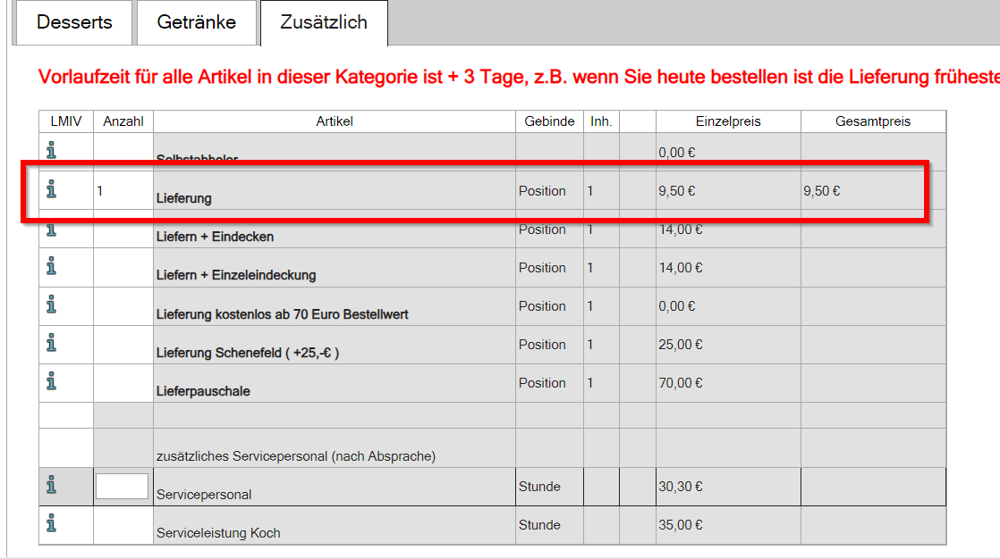 Desserts Getränke Zusätzlich
Vorlaufzeit für alle Artikel in dieser Kategorie ist + 3 Tage, z.B. wenn Sie heute bestellen ist die Lieferung früheste
LMIV Anzahl Artikel Gebinde Inh. Einzelpreis Gesamtpreis
Selbstabholer 0,00 €
1 Lieferung Position 1 9,50 € 9,50 €
Liefern + Eindecken Position 1 14,00 €
Liefern + Einzeleindeckung Position 1 14,00 €
Lieferung kostenlos ab 70 Euro Bestellwert Position 1 0,00 €
Lieferung Schenefeld ( +25,-€ ) Position 1 25,00 €
Lieferpauschale Position 1 70,00 €
zusätzliches Servicepersonal (nach Absprache)
Servicepersonal Stunde 30,30 €
Serviceleistung Koch Stunde 35,00 €